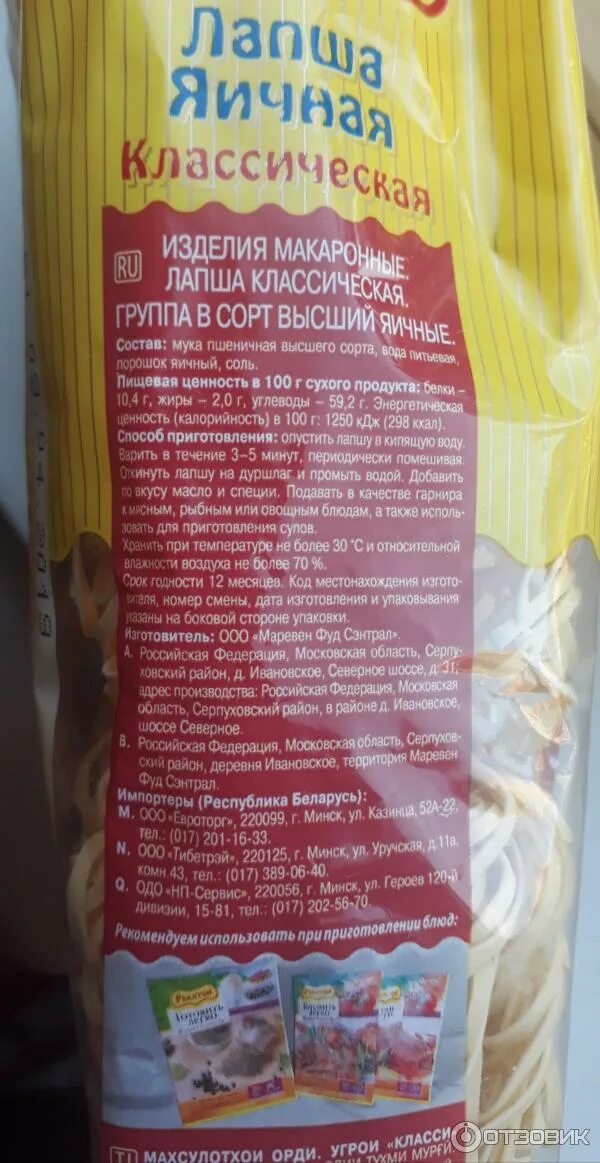 Лапша
Яичная
Классическая
RU
ИЗДЕЛИЯ МАКАРОННЫЕ.
ЛАПША КЛАССИЧЕСКАЯ.
ГРУППА В СОРТ ВЫСШИЙ ЯИЧНЫЕ.
Состав: мука пшеничная высшего сорта, вода питьевая,
порошок яичный, соль.
Пищевая ценность в 100 г сухого продукта: белки –
10,4 г, жиры – 2,0 г, углеводы – 59,2 г. Энергетическая
ценность (калорийность) в 100 г: 1250 кДж (298 ккал).
Способ приготовления: опустить лапшу в кипящую воду.
Варить в течение 3–5 минут, периодически помешивая.
Откинуть лапшу на дуршлаг и промыть водой. Добавить
по вкусу масло и специи. Подавать в качестве гарнира
к мясным, рыбным или овощным блюдам, а также исполь-
зовать для приготовления супов.
Хранить при температуре не более 30 °С и относительной
влажности воздуха не более 70 %.
Срок годности 12 месяцев. Код местонахождения изгото-
вителя, номер смены, дата изготовления и упаковывания
указаны на боковой стороне упаковки.
Изготовитель: ООО «Маревен Фуд Сэнтрал».
А. Российская Федерация, Московская область, Серпу-
ховский район, д. Ивановское, Северное шоссе, д. 31,
адрес производства: Российская Федерация, Московская
область, Серпуховский район, в районе д. Ивановское,
шоссе Северное.
В. Российская Федерация, Московская область, Серпухов-
ский район, деревня Ивановское, территория Маревен
Фуд Сэнтрал.
Импортеры (Республика Беларусь):
M. ООО «Евроторг», 220099, г. Минск, ул. Казинца, 52А-22,
тел.: (017) 201-16-33.
N. ООО «Тибетрэй», 220125, г. Минск, ул. Уручская, д.11а,
комн.43, тел.: (017) 389-06-40.
Q. ОДО «НП-Сервис», 220056, г. Минск, ул. Героев 120-й
дивизии, 15-81, тел.: (017) 202-56-70.
Рекомендуем использовать при приготовлении блюд:
РОЛЛТОН
ГОТОВИТЬ
ЛЕГКО
ГОТОВИТЬ
ЛЕГКО
TJ
МАХСУЛОТХОИ ОРДИ. УГРОИ «КЛАССИ
ТУХМИ МУРҒӢ.
ОТЗОВИК